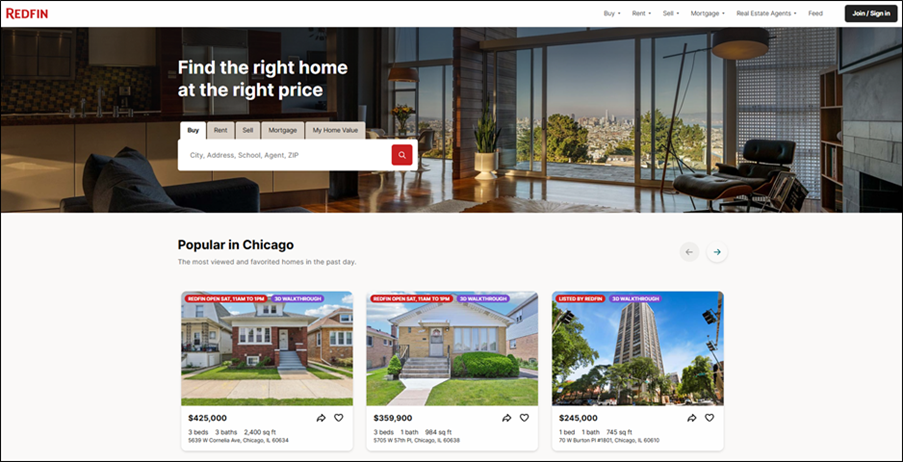 REDFIN
Buy Rent Sell Mortgage Real Estate Agents Feed Join / Sign in
Find the right home
at the right price
Buy Rent Sell Mortgage My Home Value
City, Address, School, Agent, ZIP
Popular in Chicago
The most viewed and favorited homes in the past day.
REDFIN OPEN SAT, 11AM TO 1PM 3D WALKTHROUGH
$425,000
3 beds 3 baths 2,400 sq ft
5639 W Cornelia Ave, Chicago, IL 60634
REDFIN OPEN SAT, 11AM TO 1PM 3D WALKTHROUGH
$359,900
3 beds 1 bath 984 sq ft
5705 W 57th Pl, Chicago, IL 60638
LISTED BY REDFIN 3D WALKTHROUGH
$245,000
1 bed 1 bath 745 sq ft
70 W Burton Pl #1801, Chicago, IL 60610